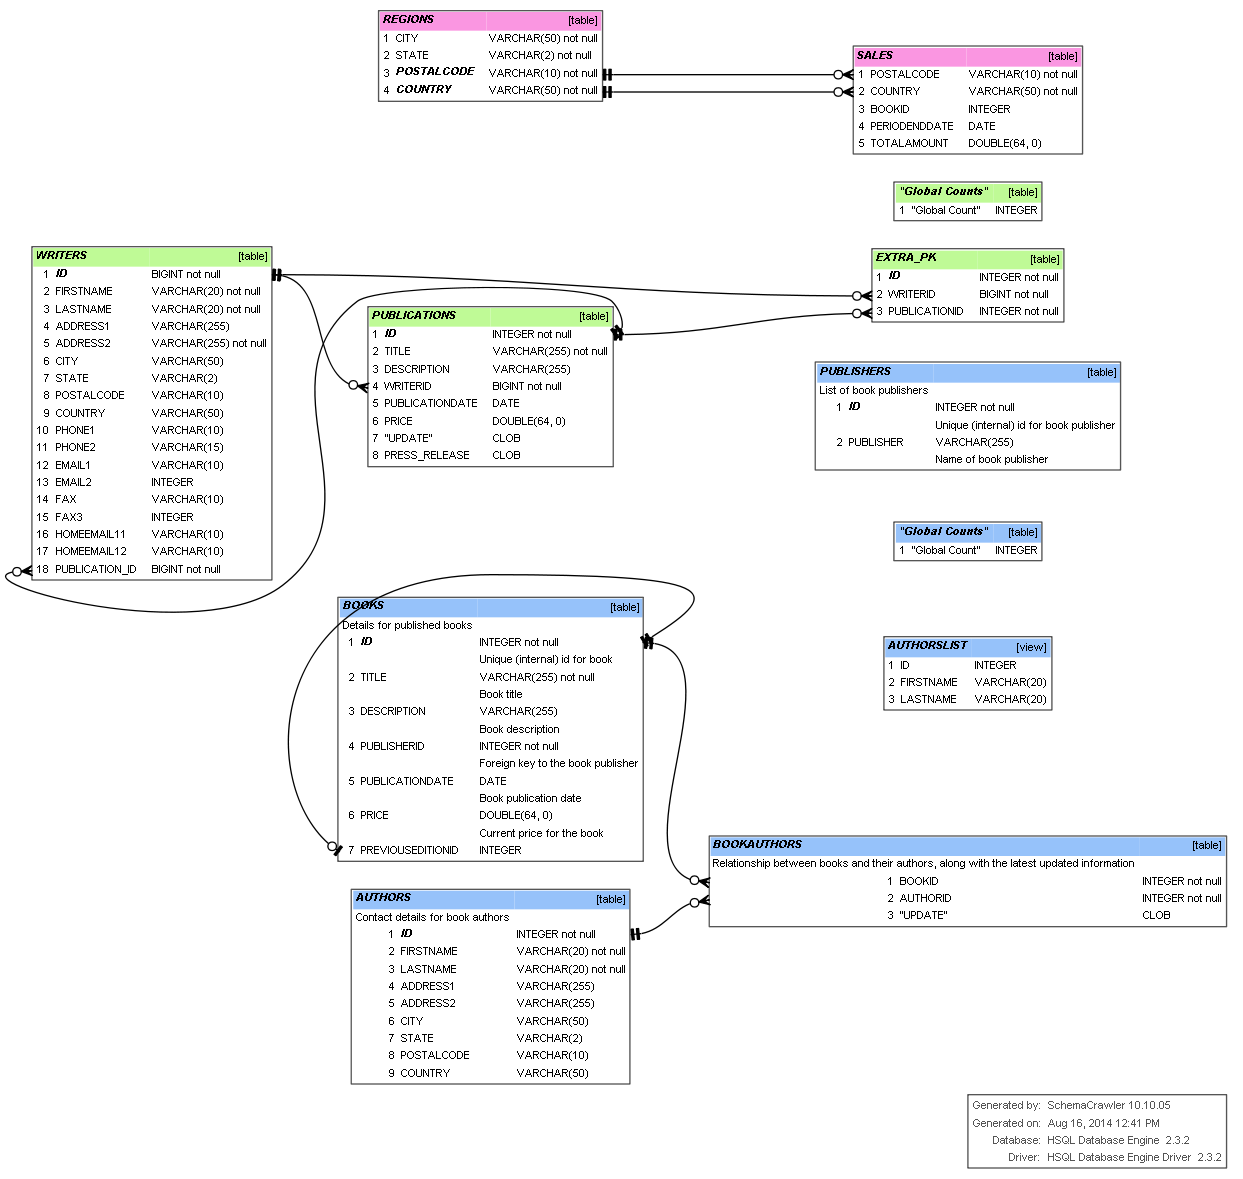 REGIONS [table]
1 CITY VARCHAR(50) not null
2 STATE VARCHAR(2) not null
3 POSTALCODE VARCHAR(10) not null
4 COUNTRY VARCHAR(50) not null
SALES [table]
1 POSTALCODE VARCHAR(10) not null
2 COUNTRY VARCHAR(50) not null
3 BOOKID INTEGER
4 PERIODENDDATE DATE
5 TOTALAMOUNT DOUBLE(64, 0)
"Global Counts" [table]
1 "Global Count" INTEGER
WRITERS [table]
1 ID BIGINT not null
2 FIRSTNAME VARCHAR(20) not null
3 LASTNAME VARCHAR(20) not null
4 ADDRESS1 VARCHAR(255)
5 ADDRESS2 VARCHAR(255) not null
6 CITY VARCHAR(50)
7 STATE VARCHAR(2)
8 POSTALCODE VARCHAR(10)
9 COUNTRY VARCHAR(50)
10 PHONE1 VARCHAR(10)
11 PHONE2 VARCHAR(15)
12 EMAIL1 VARCHAR(10)
13 EMAIL2 INTEGER
14 FAX VARCHAR(10)
15 FAX3 INTEGER
16 HOMEEMAIL11 VARCHAR(10)
17 HOMEEMAIL12 VARCHAR(10)
18 PUBLICATION_ID BIGINT not null
EXTRA_PK [table]
1 ID INTEGER not null
2 WRITERID BIGINT not null
3 PUBLICATIONID INTEGER not null
PUBLICATIONS [table]
1 ID INTEGER not null
2 TITLE VARCHAR(255) not null
3 DESCRIPTION VARCHAR(255)
4 WRITERID BIGINT not null
5 PUBLICATIONDATE DATE
6 PRICE DOUBLE(64, 0)
7 "UPDATE" CLOB
8 PRESS_RELEASE CLOB
PUBLISHERS [table]
List of book publishers
1 ID INTEGER not null
Unique (internal) id for book publisher
2 PUBLISHER VARCHAR(255)
Name of book publisher
"Global Counts" [table]
1 "Global Count" INTEGER
BOOKS [table]
Details for published books
1 ID INTEGER not null
Unique (internal) id for book
2 TITLE VARCHAR(255) not null
Book title
3 DESCRIPTION VARCHAR(255)
Book description
4 PUBLISHERID INTEGER not null
Foreign key to the book publisher
5 PUBLICATIONDATE DATE
Book publication date
6 PRICE DOUBLE(64, 0)
Current price for the book
7 PREVIOUSEDITIONID INTEGER
AUTHORSLIST [view]
1 ID INTEGER
2 FIRSTNAME VARCHAR(20)
3 LASTNAME VARCHAR(20)
BOOKAUTHORS [table]
Relationship between books and their authors, along with the latest updated information
1 BOOKID INTEGER not null
2 AUTHORID INTEGER not null
3 "UPDATE" CLOB
AUTHORS [table]
Contact details for book authors
1 ID INTEGER not null
2 FIRSTNAME VARCHAR(20) not null
3 LASTNAME VARCHAR(20) not null
4 ADDRESS1 VARCHAR(255)
5 ADDRESS2 VARCHAR(255)
6 CITY VARCHAR(50)
7 STATE VARCHAR(2)
8 POSTALCODE VARCHAR(10)
9 COUNTRY VARCHAR(50)
Generated by: SchemaCrawler 10.10.05
Generated on: Aug 16, 2014 12:41 PM
Database: HSQL Database Engine 2.3.2
Driver: HSQL Database Engine Driver 2.3.2